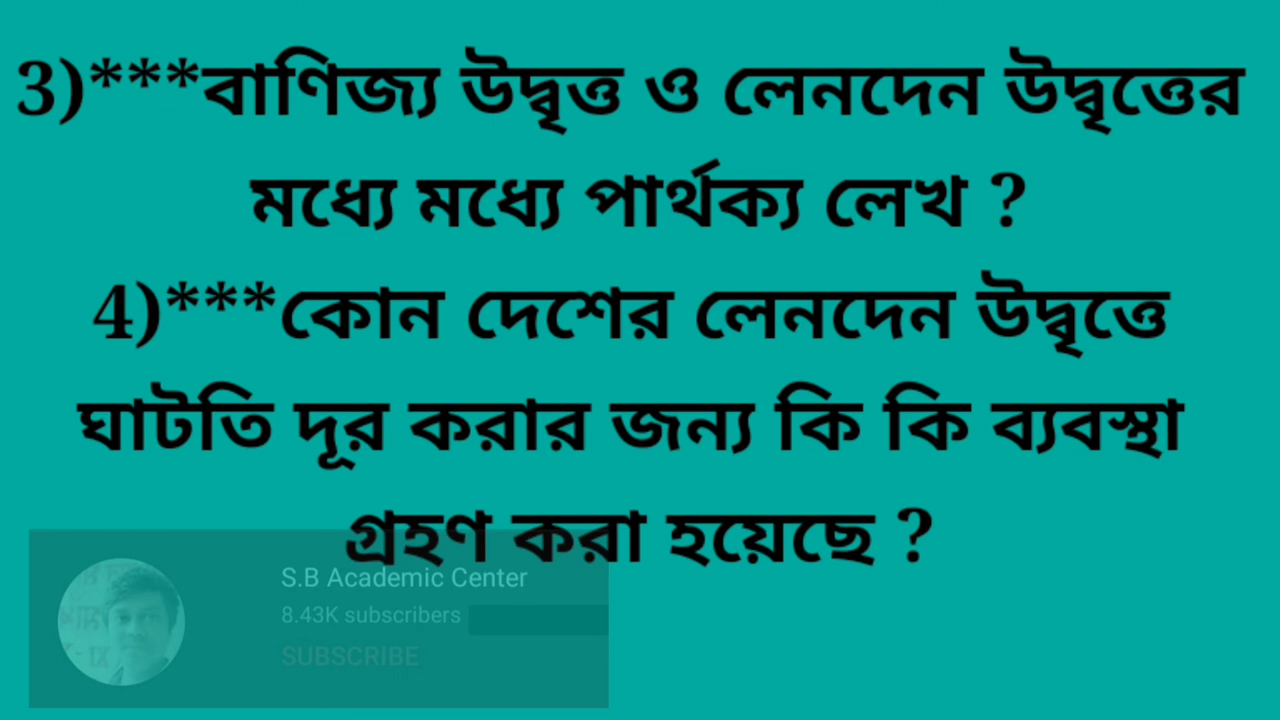 3)***বাণিজ্য উদ্বৃত্ত ও লেনদেন উদ্বৃত্তের
মধ্যে মধ্যে পার্থক্য লেখ ?
4)***কোন দেশের লেনদেন উদ্বৃত্তে
ঘাটতি দূর করার জন্য কি কি ব্যবস্থা
গ্রহণ করা হয়েছে ?
S.B Academic Center
8.43K subscribers
SUBSCRIBE